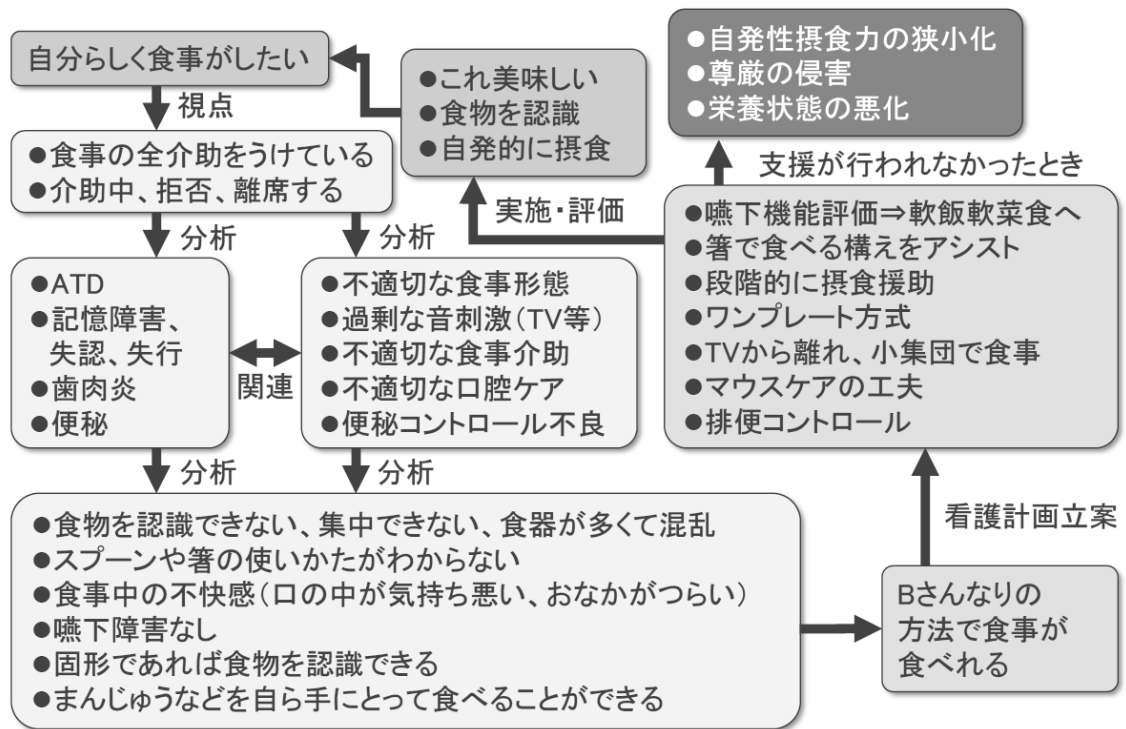 自分らしく食事がしたい
視点
●食事の全介助をうけている
●介助中、拒否、離席する
分析
分析
●ATD
●記憶障害、
失認、失行
●歯肉炎
●便秘
関連
●不適切な食事形態
●過剰な音刺激(TV等)
●不適切な食事介助
●不適切な口腔ケア
●便秘コントロール不良
分析
分析
●食物を認識できない、集中できない、食器が多くて混乱
●スプーンや箸の使いかたがわからない
●食事中の不快感(口の中が気持ち悪い、おなかがつらい)
●嚥下障害なし
●固形であれば食物を認識できる
●まんじゅうなどを自ら手にとって食べることができる
Bさんなりの
方法で食事が
食べれる
看護計画立案
●嚥下機能評価⇒軟飯軟菜食へ
●箸で食べる構えをアシスト
●段階的に摂食援助
●ワンプレート方式
●TVから離れ、小集団で食事
●マウスケアの工夫
●排便コントロール
実施・評価
●これ美味しい
●食物を認識
●自発的に摂食
支援が行われなかったとき
●自発性摂食力の狭小化
●尊厳の侵害
●栄養状態の悪化